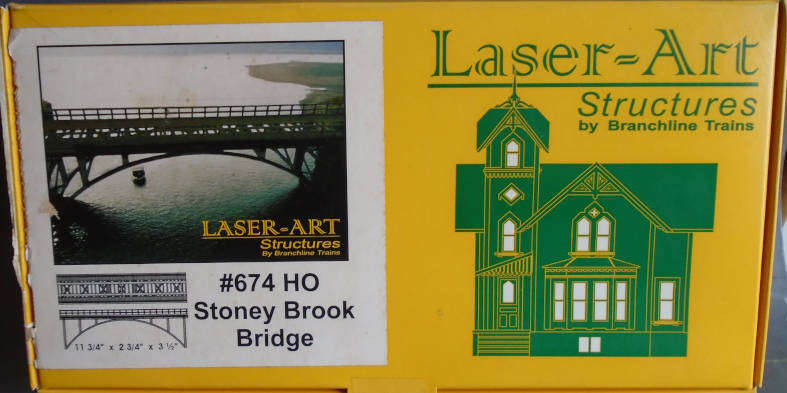 LASER-ART
Structures
By Branchline Trains
#674 HO
Stoney Brook
Bridge
11 3/4" x 2 3/4" x 3 ½"
Laser-Art
Structures
by Branchline Trains